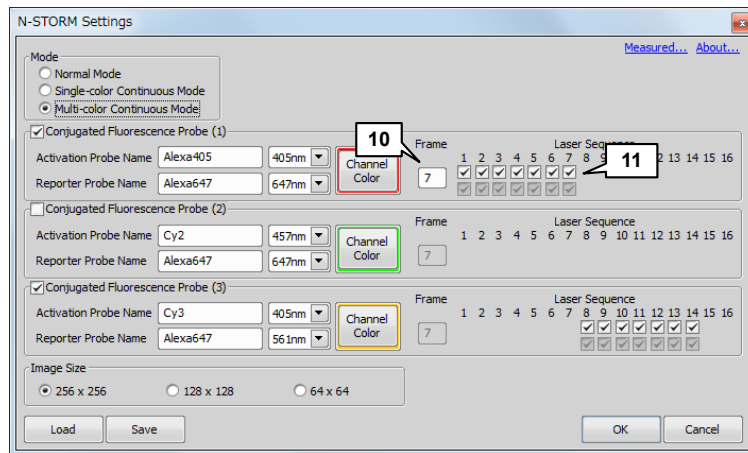 N-STORM Settings
Measured... About...
Mode
Normal Mode
Single-color Continuous Mode
Multi-color Continuous Mode
Conjugated Fluorescence Probe (1)
10
Frame
Laser Sequence
1 2 3 4 5 6 7 8 9 12 13 14 15 16
11
Activation Probe Name Alexa405 405nm
Channel Color
7
Reporter Probe Name Alexa647 647nm
Conjugated Fluorescence Probe (2)
Frame
Laser Sequence
1 2 3 4 5 6 7 8 9 10 11 12 13 14 15 16
Activation Probe Name Cy2 457nm
Channel Color
7
Reporter Probe Name Alexa647 647nm
Conjugated Fluorescence Probe (3)
Frame
Laser Sequence
1 2 3 4 5 6 7 8 9 10 11 12 13 14 15 16
Activation Probe Name Cy3 405nm
Channel Color
7
Reporter Probe Name Alexa647 561nm
Image Size
256 x 256 128 x 128 64 x 64
Load Save OK Cancel